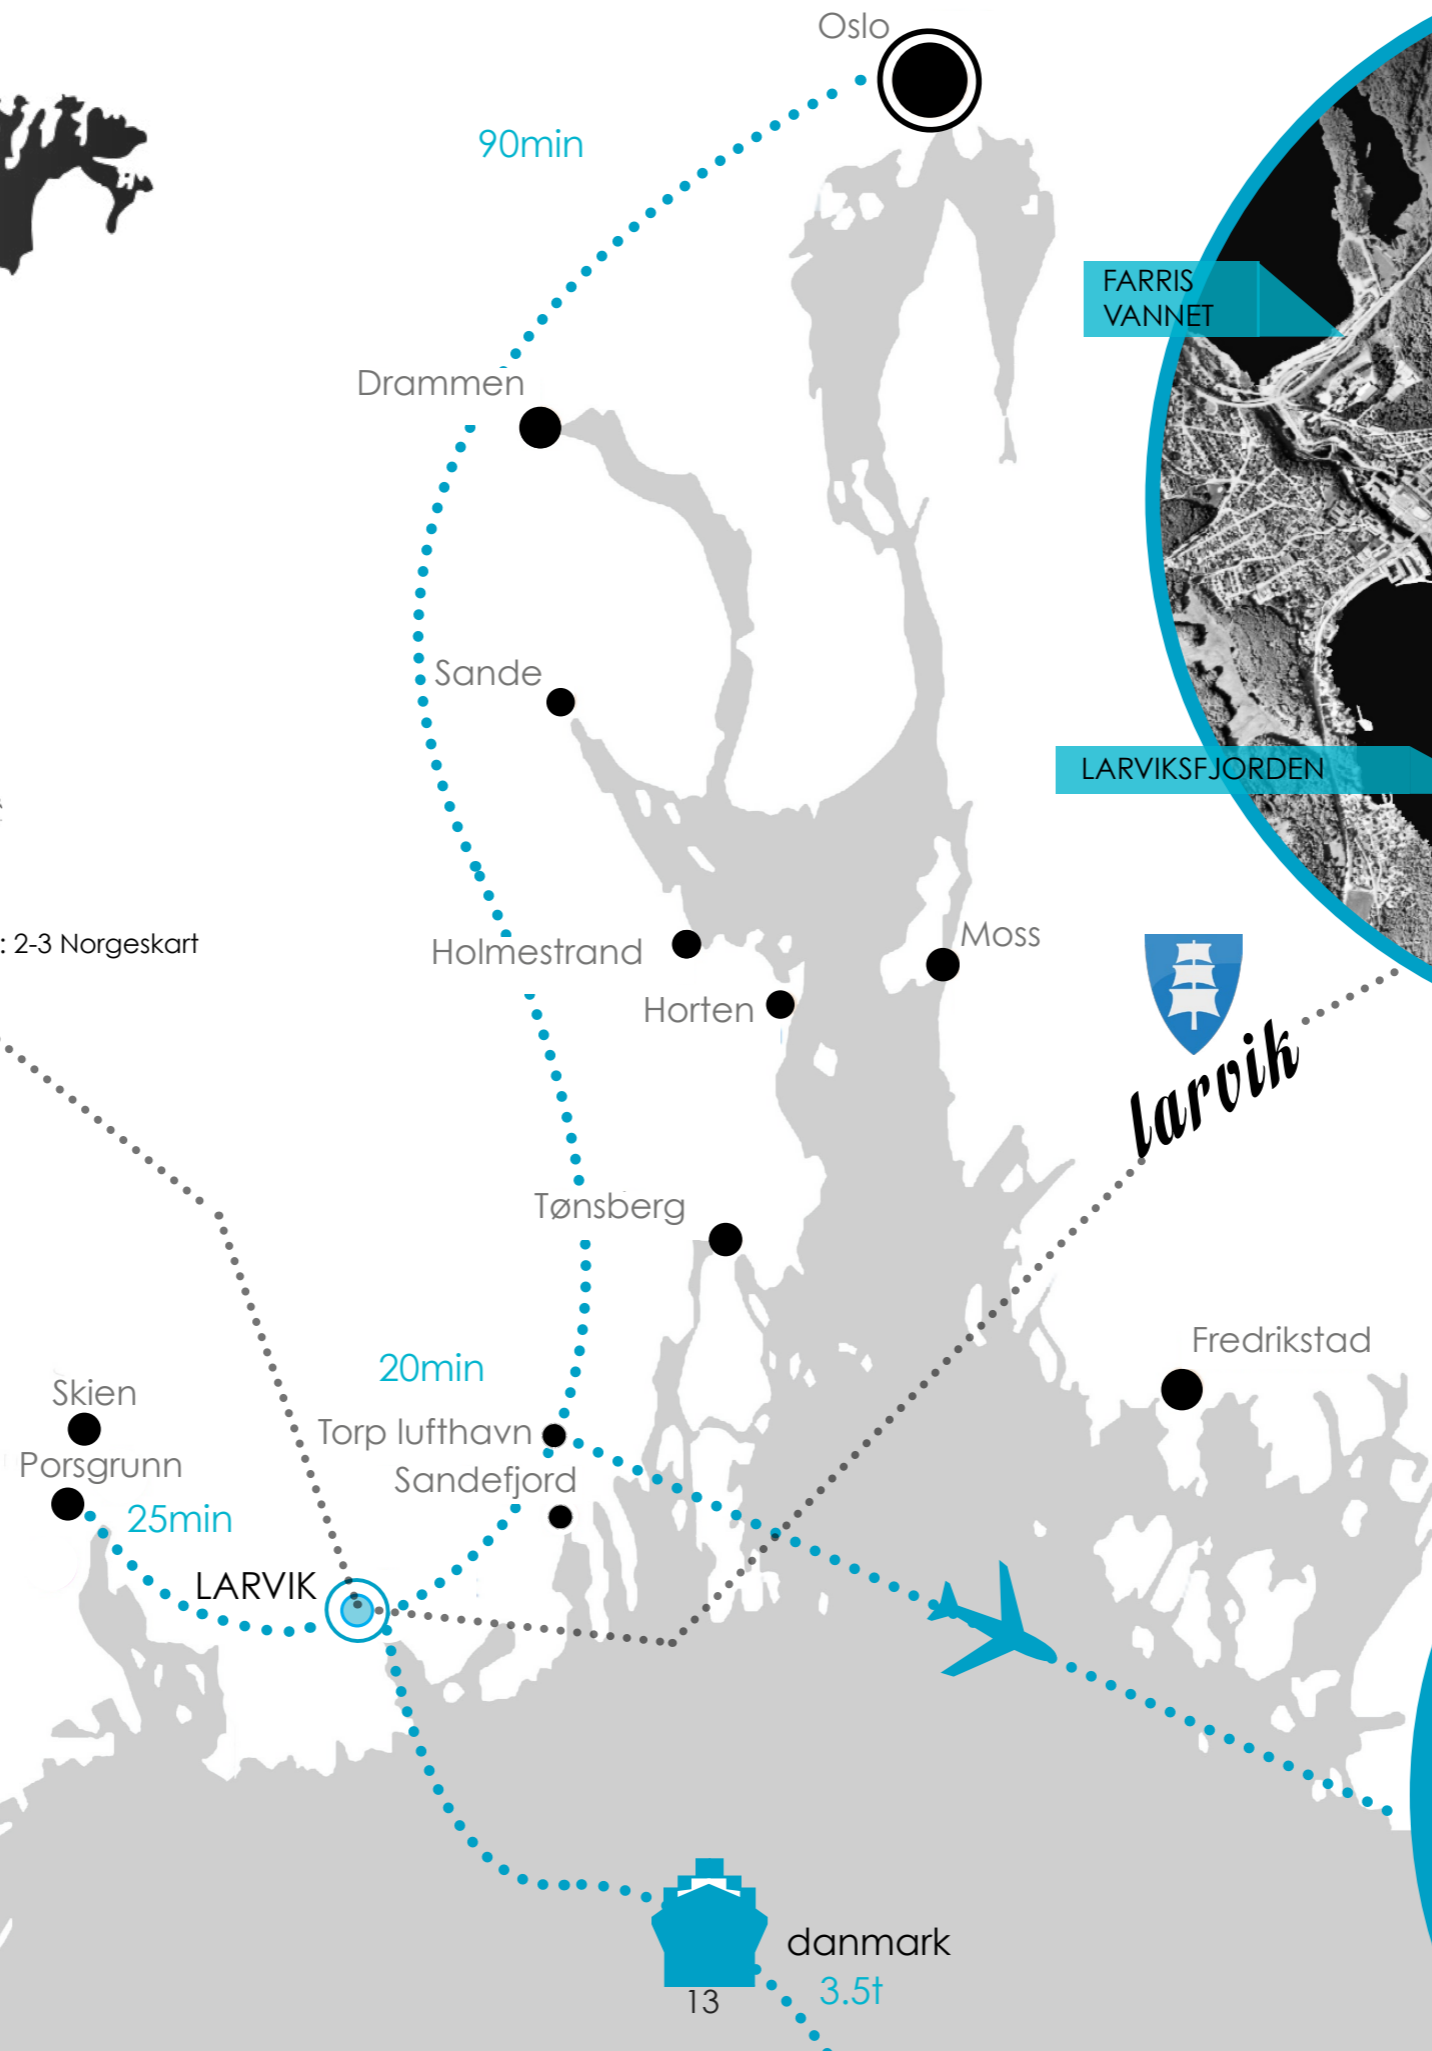 Oslo
90min
FARRIS
VANNET
Drammen
Sande
LARVIKSFJORDEN
: 2-3 Norgeskart
Holmestrand
Moss
Horten
larvik
Tønsberg
Fredrikstad
20min
Skien
Torp lufthavn
Porsgrunn
Sandefjord
25min
LARVIK
danmark
3.5t
13